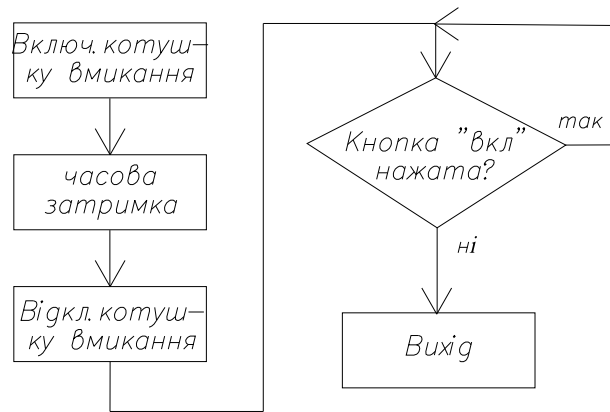 Включ. котуш-
ку вмикання
часова
затримка
Відкл. котуш-
ку вмикання
Кнопка "вкл"
нажата?
так
ні
Вихід